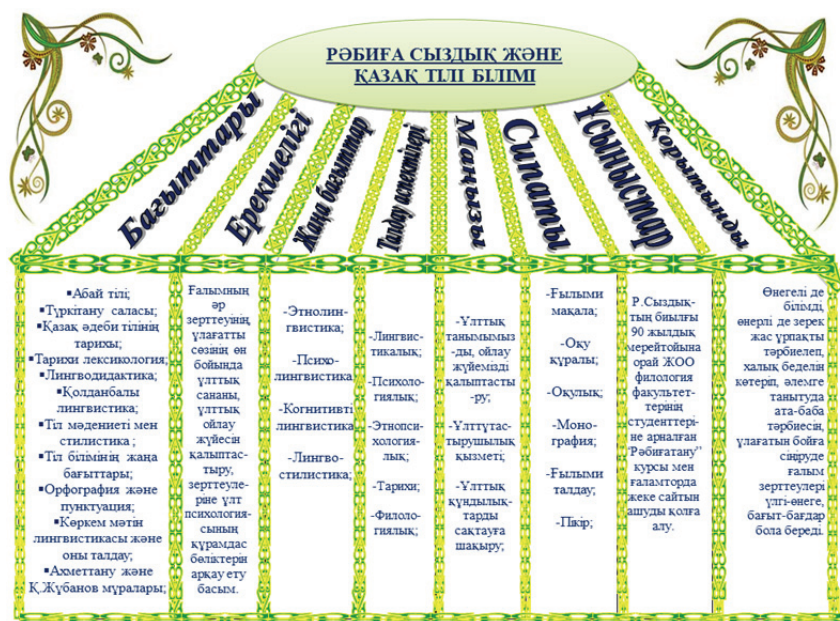 РӘБИҒА СЫЗДЫҚ ЖӘНЕ
ҚАЗАҚ ТІЛІ БІЛІМІ
Бағыттары
Ерекшелігі
Жаңа бағыттар
Талдау аспектілері
Маңызы
Сипаты
Ұсыныстар
Қорытынды
▪Абай тілі;
▪Түркітану саласы;
▪Қазақ әдеби тілінің
тарихы;
▪Тарихи лексикология;
▪Лингводидактика;
▪Қолданбалы
лингвистика;
▪Тіл мәдениеті мен
стилистика ;
▪Тіл білімінің жаңа
бағыттары;
▪Орфография және
пунктуация;
▪Көркем мәтін
лингвистикасы және
оны талдау;
▪Ахметтану және
Қ.Жұбанов мұралары;
Ғалымның
әр
зерттеуінің,
ұлағатты
сөзінің өн
бойында
ұлттық
сананы,
ұлттық
ойлау
жүйесін
қалыптас-
тыру,
зерттеуле-
ріне ұлт
психология-
сының
құрамдас
бөліктерін
арқау ету
басым.
-Этнолин-
гвистика;
-Психо-
лингвистика;
-Когнитивті
лингвистика
-Лингво-
стилистика;
-Лингвис-
тикалық;
-Психоло-
гиялық;
-Этнопси-
хология-
лық;
-Тарихи;
-Филоло-
гиялық;
-Ұлттық
танымымыз
-ды, ойлау
жүйемізді
қалыптасты
-ру;
-Ұлттұтас-
тырушылық
қызметі;
-Ұлттық
құндылық-
тарды
сақтауға
шақыру;
-Ғылыми
мақала;
-Оқу
құралы;
-Оқулық;
-Моно-
графия;
-Ғылыми
талдау;
-Пікір;
Р.Сыздық-
тың биылғы
90 жылдық
мерейтойына
орай ЖОО
филология
факультет-
терінің
студенттері-
не арналған
"Рәбиғатану"
курсы мен
ғаламторда
жеке сайтын
ашуды қолға
алу.
Өнегелі де
білімді,
өнерлі де зерек
жас ұрпақты
тәрбиелеп,
халық беделін
көтеріп, әлемге
танытуда
ата-баба
тәрбиесін,
ұлағатын бойға
сіңіруде
ғалым
зерттеулері
үлгі-өнеге,
бағыт-бағдар
бола береді.